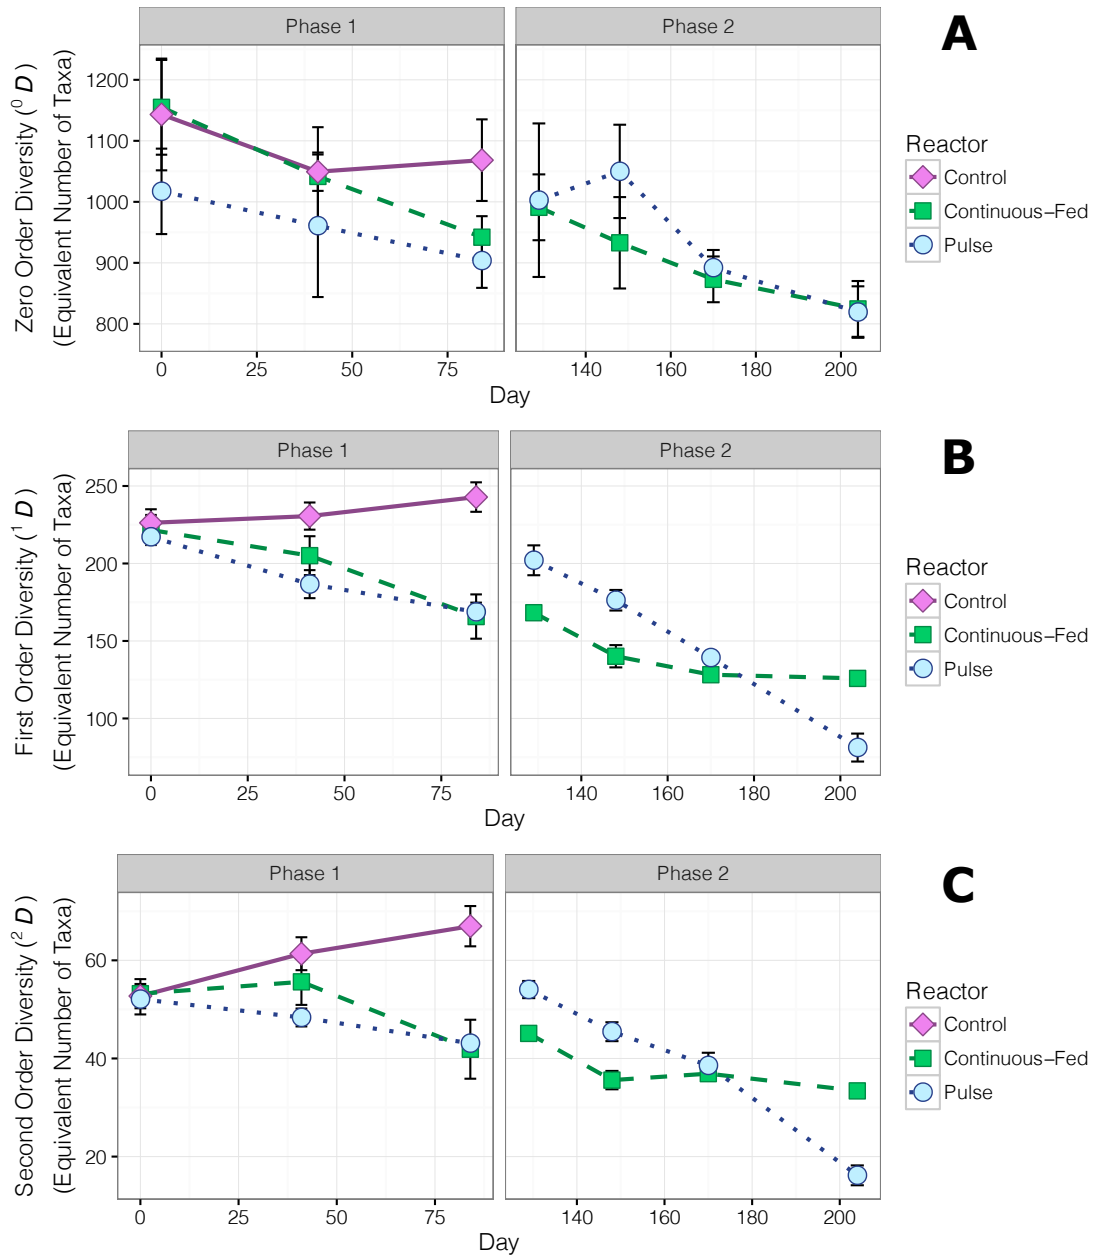 Phase 1
Phase 2
A
Zero Order Diversity (⁰ D )
(Equivalent Number of Taxa)
1200
1100
1000
900
800
0
25
50
75
140
160
180
200
Day
Reactor
Control
Continuous−Fed
Pulse
Phase 1
Phase 2
B
First Order Diversity (¹ D )
(Equivalent Number of Taxa)
250
200
150
100
0
25
50
75
140
160
180
200
Day
Reactor
Control
Continuous−Fed
Pulse
Phase 1
Phase 2
C
Second Order Diversity (² D )
(Equivalent Number of Taxa)
60
40
20
0
25
50
75
140
160
180
200
Day
Reactor
Control
Continuous−Fed
Pulse